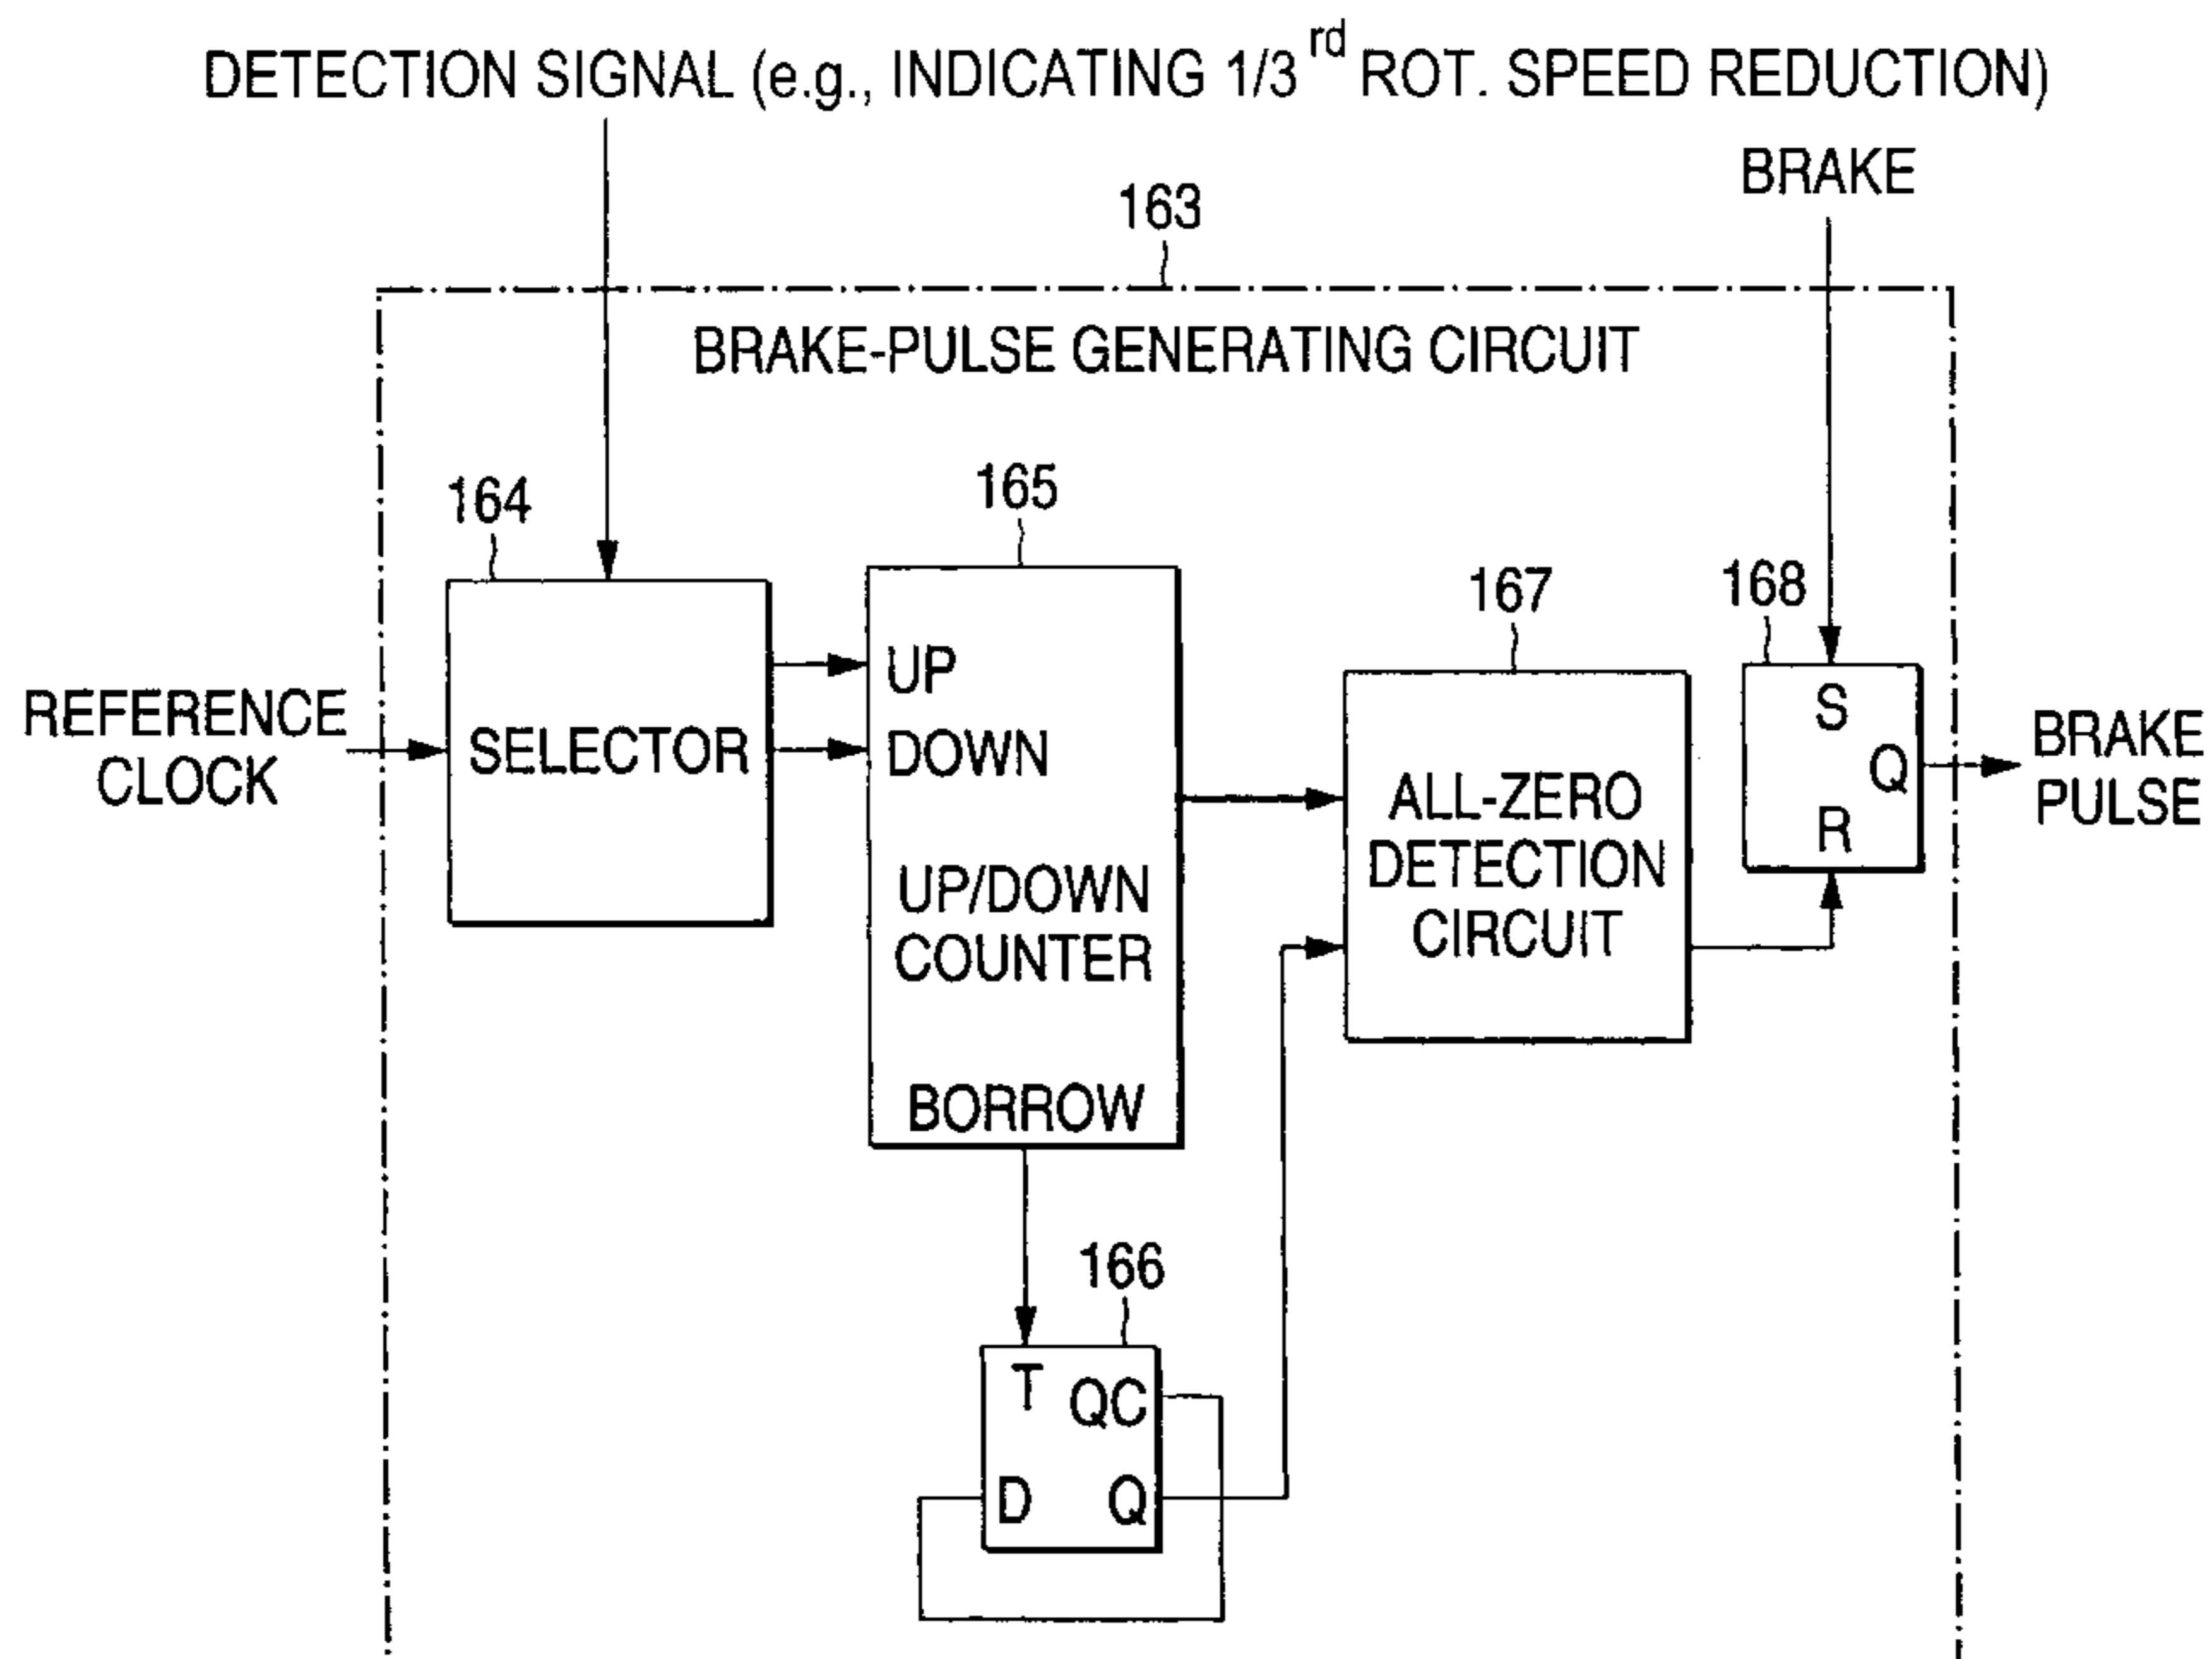 DETECTION SIGNAL (e.g., INDICATING 1/3rd ROT. SPEED REDUCTION)
BRAKE
163
BRAKE-PULSE GENERATING CIRCUIT
164
165
167
168
REFERENCE
CLOCK
SELECTOR
UP
DOWN
UP/DOWN
COUNTER
BORROW
ALL-ZERO
DETECTION
CIRCUIT
S
Q
R
BRAKE
PULSE
166
T
QC
D
Q